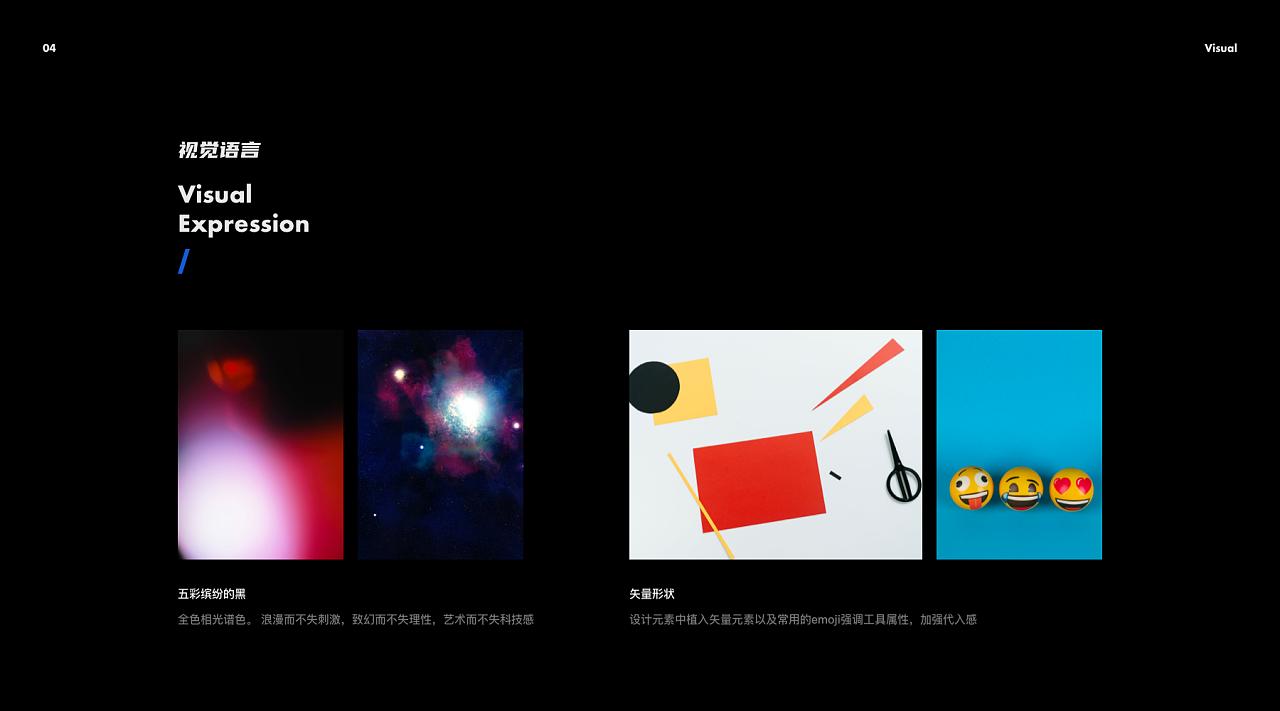 04
Visual
视觉语言
Visual
Expression
/
五彩缤纷的黑
全色相光谱色。 浪漫而不失刺激，致幻而不失理性，艺术而不失科技感
矢量形状
设计元素中植入矢量元素以及常用的emoji强调工具属性，加强代入感